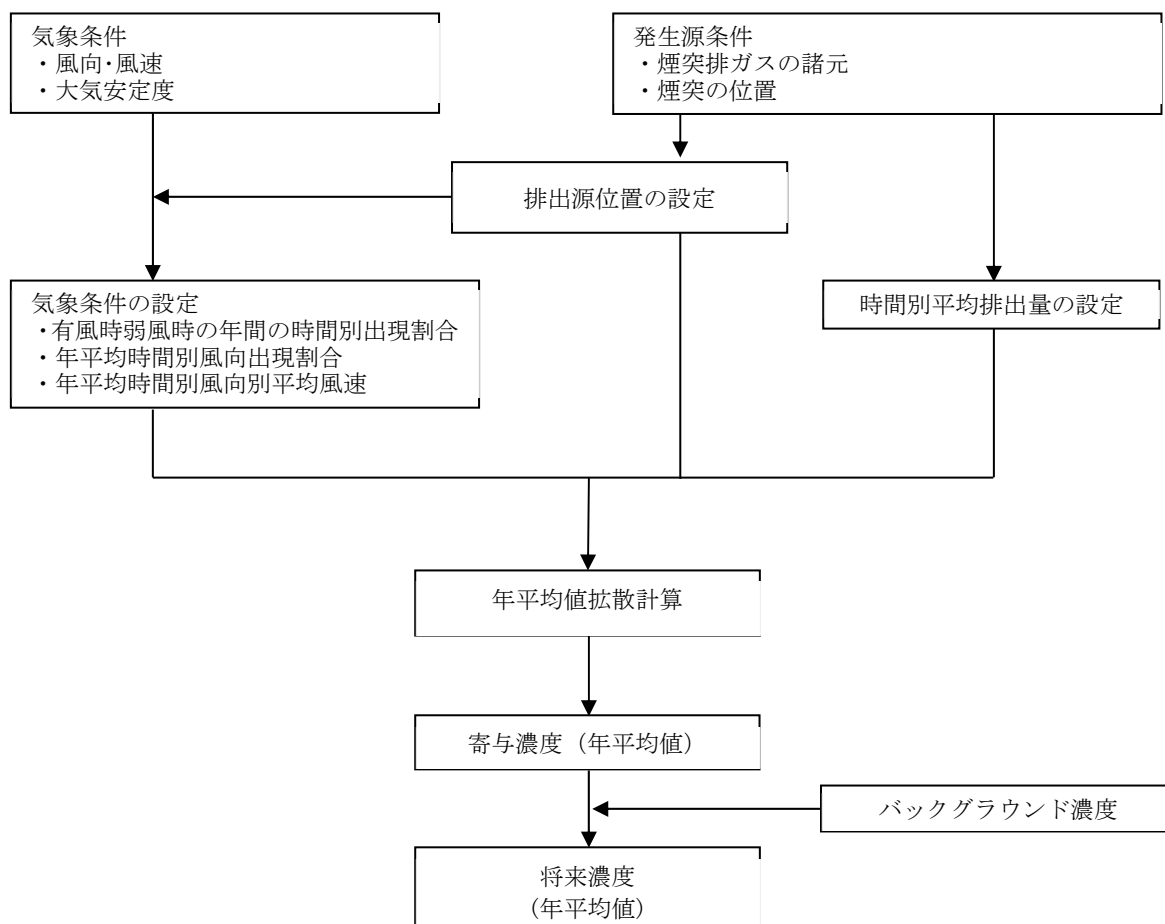 気象条件
・風向・風速
・大気安定度
発生源条件
・煙突排ガスの諸元
・煙突の位置
排出源位置の設定
気象条件の設定
・有風時弱風時の年間の時間別出現割合
・年平均時間別風向出現割合
・年平均時間別風向別平均風速
時間別平均排出量の設定
年平均値拡散計算
寄与濃度（年平均値）
バックグラウンド濃度
将来濃度
（年平均値）